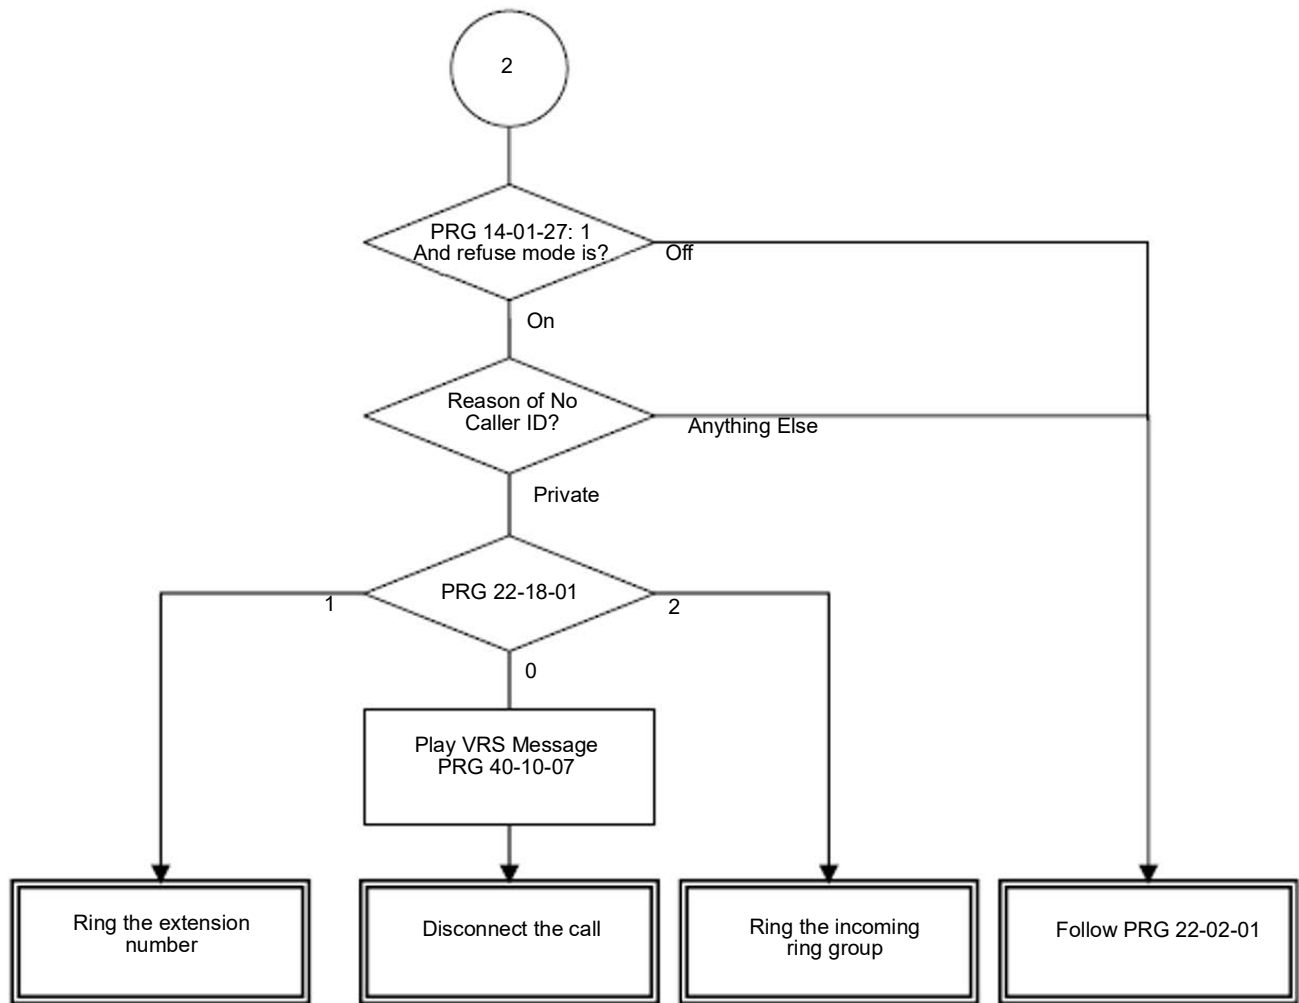 2
PRG 14-01-27: 1
And refuse mode is?
Off
On
Reason of No
Caller ID?
Anything Else
Private
PRG 22-18-01
1
2
0
Play VRS Message
PRG 40-10-07
Ring the extension
number
Disconnect the call
Ring the incoming
ring group
Follow PRG 22-02-01